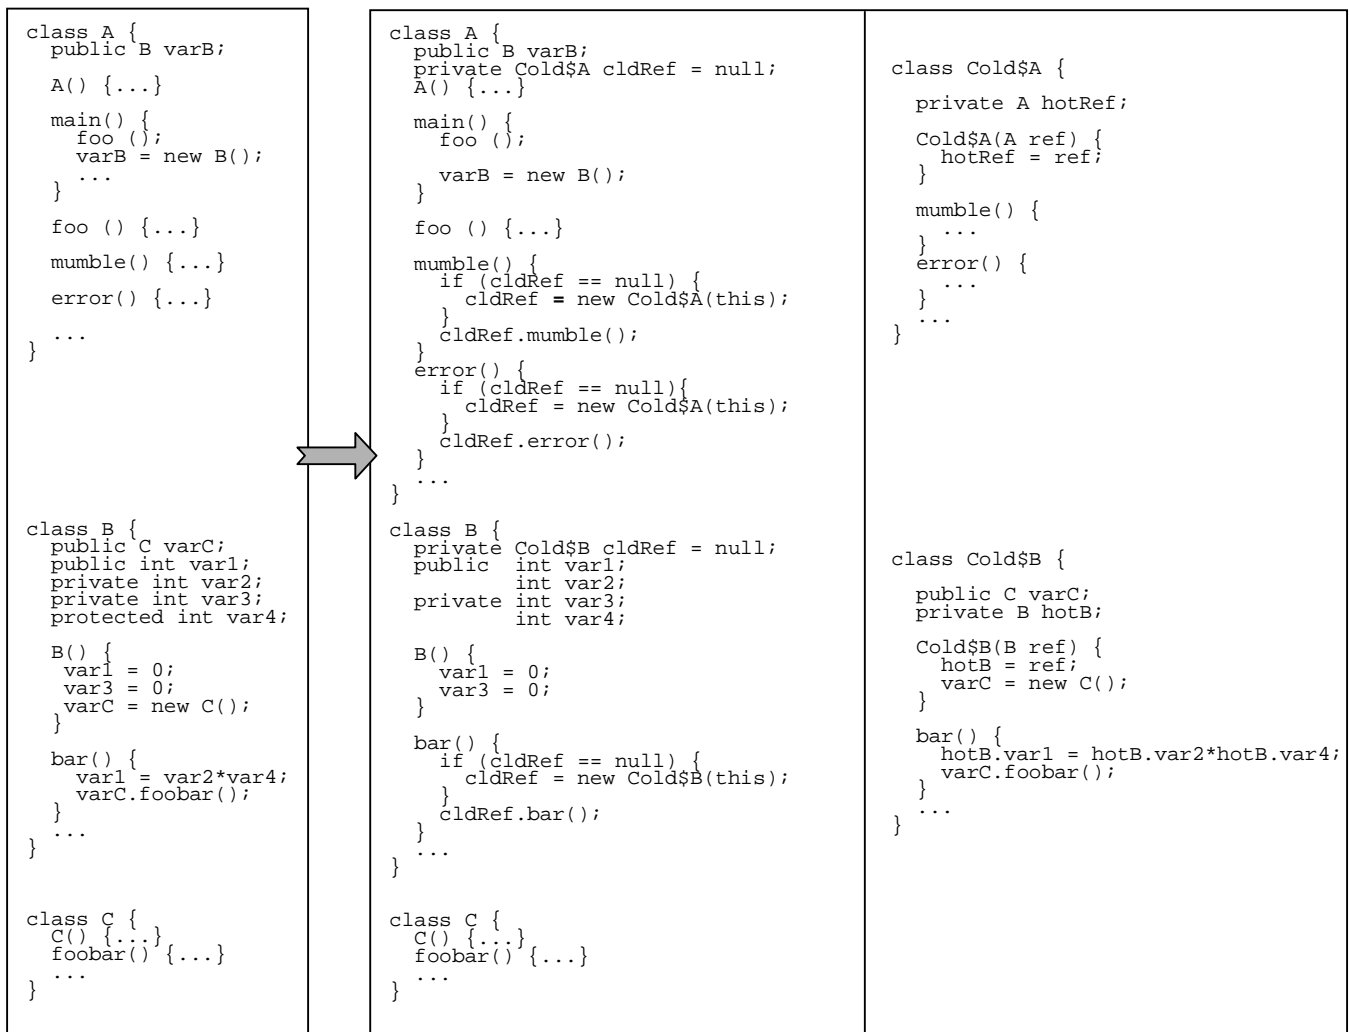 class A {
public B varB;
A() {...}
main() {
foo ();
varB = new B();
...
}
foo () {...}
mumble() {...}
error() {...}
...
}
class B {
public C varC;
public int var1;
private int var2;
private int var3;
protected int var4;
B() {
var1 = 0;
var3 = 0;
varC = new C();
}
bar() {
var1 = var2*var4;
varC.foobar();
}
...
}
class C {
C() {...}
foobar() {...}
...
}
class A {
public B varB;
private Cold$A cldRef = null;
A() {...}
main() {
foo ();
varB = new B();
}
foo () {...}
mumble() {
if (cldRef == null) {
cldRef = new Cold$A(this);
}
cldRef.mumble();
}
error() {
if (cldRef == null){
cldRef = new Cold$A(this);
}
cldRef.error();
}
...
}
class B {
private Cold$B cldRef = null;
public int var1;
int var2;
private int var3;
int var4;
B() {
var1 = 0;
var3 = 0;
}
bar() {
if (cldRef == null) {
cldRef = new Cold$B(this);
}
cldRef.bar();
}
...
}
class C {
C() {...}
foobar() {...}
...
}
class Cold$A {
private A hotRef;
Cold$A(A ref) {
hotRef = ref;
}
mumble() {
...
}
error() {
...
}
...
}
class Cold$B {
public C varC;
private B hotB;
Cold$B(B ref) {
hotB = ref;
varC = new C();
}
bar() {
hotB.var1 = hotB.var2*hotB.var4;
varC.foobar();
}
...
}